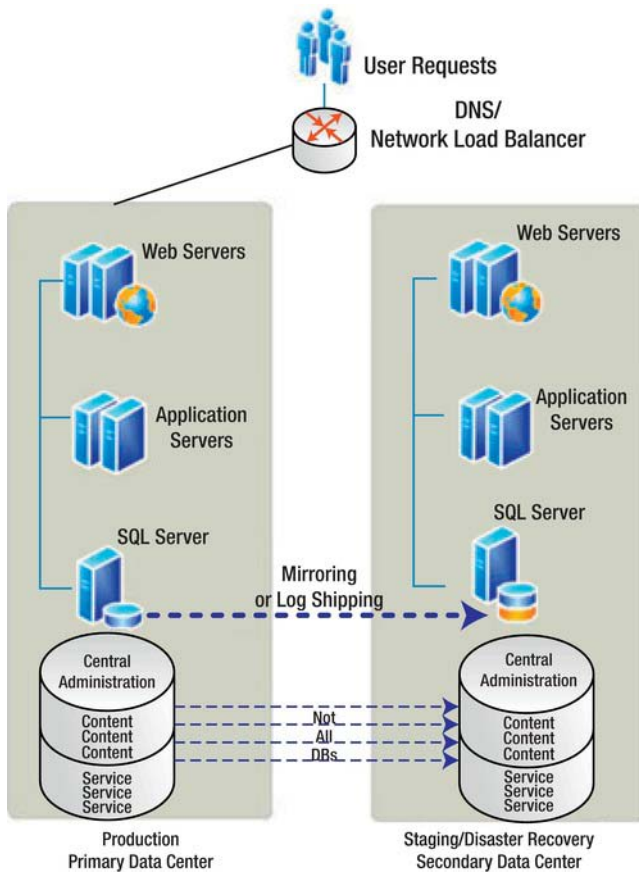 User Requests
DNS/
Network Load Balancer
Web Servers
Application
Servers
SQL Server
Mirroring
or Log Shipping
Central
Administration
Content
Content
Content
Service
Service
Service
Not
All
DBs
Web Servers
Application
Servers
SQL Server
Central
Administration
Content
Content
Content
Service
Service
Service
Production
Primary Data Center
Staging/Disaster Recovery
Secondary Data Center